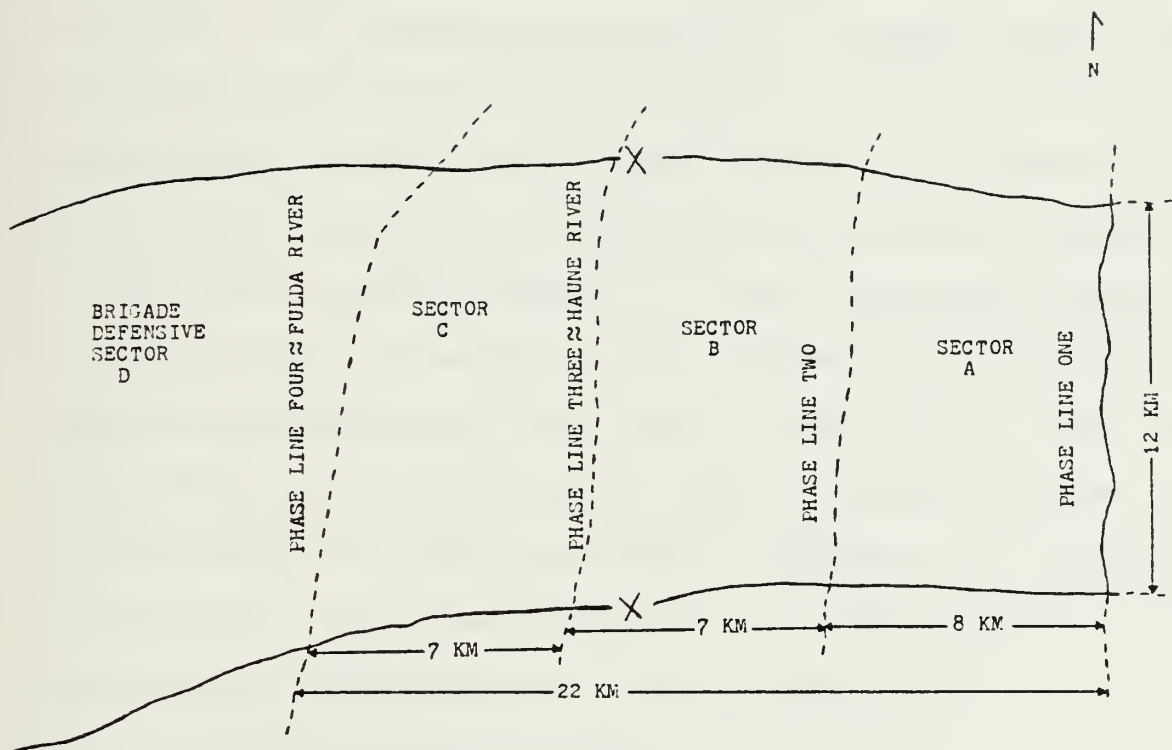 N
X
BRIGADE
DEFENSIVE
SECTOR
D
PHASE LINE FOUR≈FULDA RIVER
SECTOR
C
PHASE LINE THREE≈HAUNE RIVER
SECTOR
B
PHASE LINE TWO
SECTOR
A
PHASE LINE ONE
12 KM
X
7 KM
7 KM
8 KM
22 KM